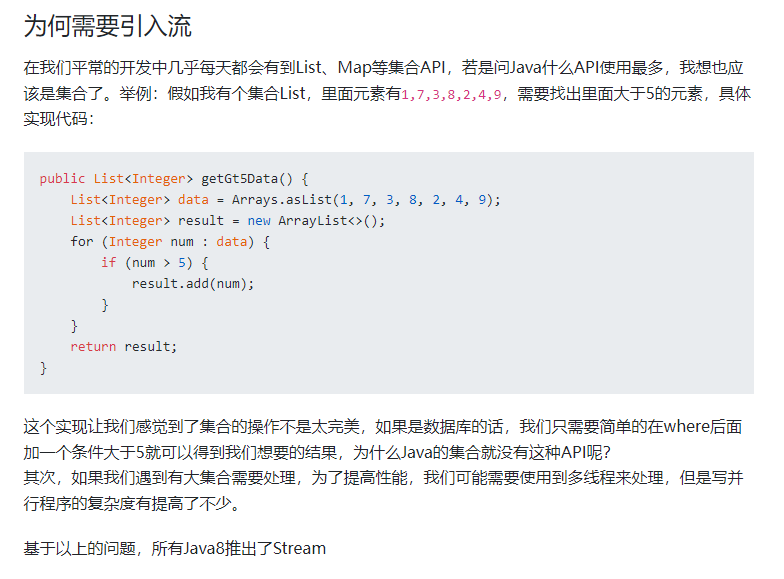 为何需要引入流
在我们平常的开发中几乎每天都会有到List、Map等集合API，若是问Java什么API使用最多，我想也应
该是集合了。举例：假如我有个集合List，里面元素有1,7,3,8,2,4,9，需要找出里面大于5的元素，具体
实现代码：
public List<Integer> getGt5Data() {
    List<Integer> data = Arrays.asList(1, 7, 3, 8, 2, 4, 9);
    List<Integer> result = new ArrayList<>();
    for (Integer num : data) {
        if (num > 5) {
            result.add(num);
        }
    }
    return result;
}
这个实现让我们感觉到了集合的操作不是太完美，如果是数据库的话，我们只需要简单的在where后面
加一个条件大于5就可以得到我们想要的结果，为什么Java的集合就没有这种API呢?
其次，如果我们遇到有大集合需要处理，为了提高性能，我们可能需要使用到多线程来处理，但是写并
行程序的复杂度有提高了不少。
基于以上的问题，所有Java8推出了Stream